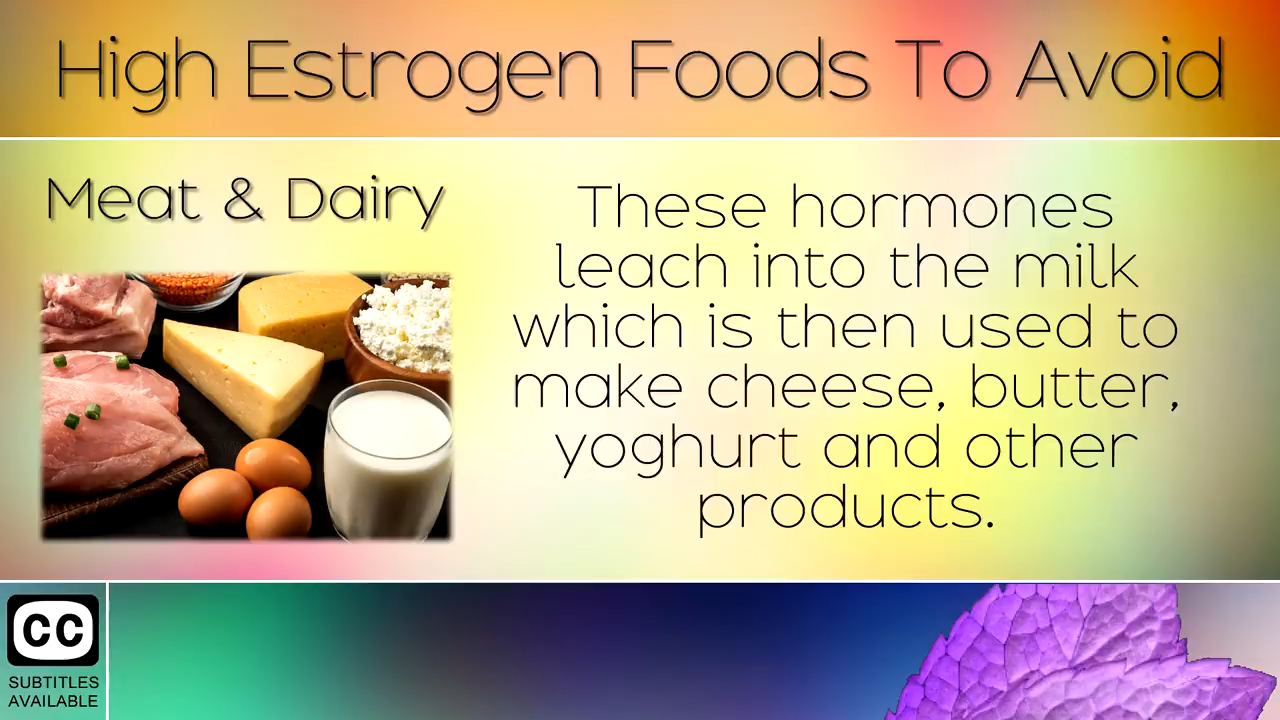 High Estrogen Foods To Avoid
Meat & Dairy
These hormones
leach into the milk
which is then used to
make cheese, butter,
yoghurt and other
products.
CC
SUBTITLES
AVAILABLE